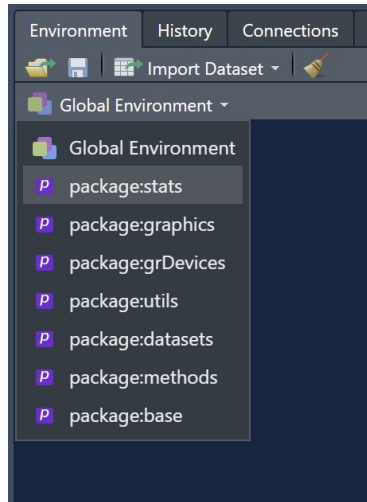 Environment History Connections
Import Dataset
Global Environment
Global Environment
P package:stats
P package:graphics
P package:grDevices
P package:utils
P package:datasets
P package:methods
P package:base